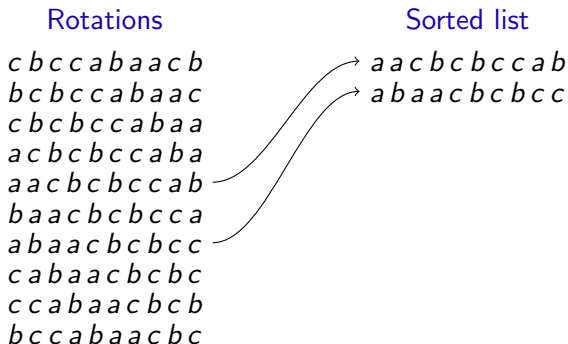 Rotations
c b c c a b a a c b
b c b c c a b a a c
c b c b c c a b a a
a c b c b c c a b a
a a c b c b c c a b
b a a c b c b c c a
a b a a c b c b c c
c a b a a c b c b c
c c a b a a c b c b
b c c a b a a c b c
Sorted list
a a c b c b c c a b
a b a a c b c b c c